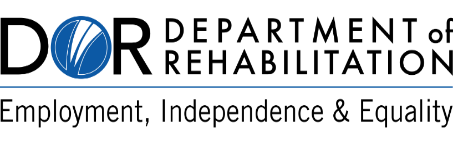 DOR DEPARTMENT of
REHABILITATION
Employment, Independence & Equality